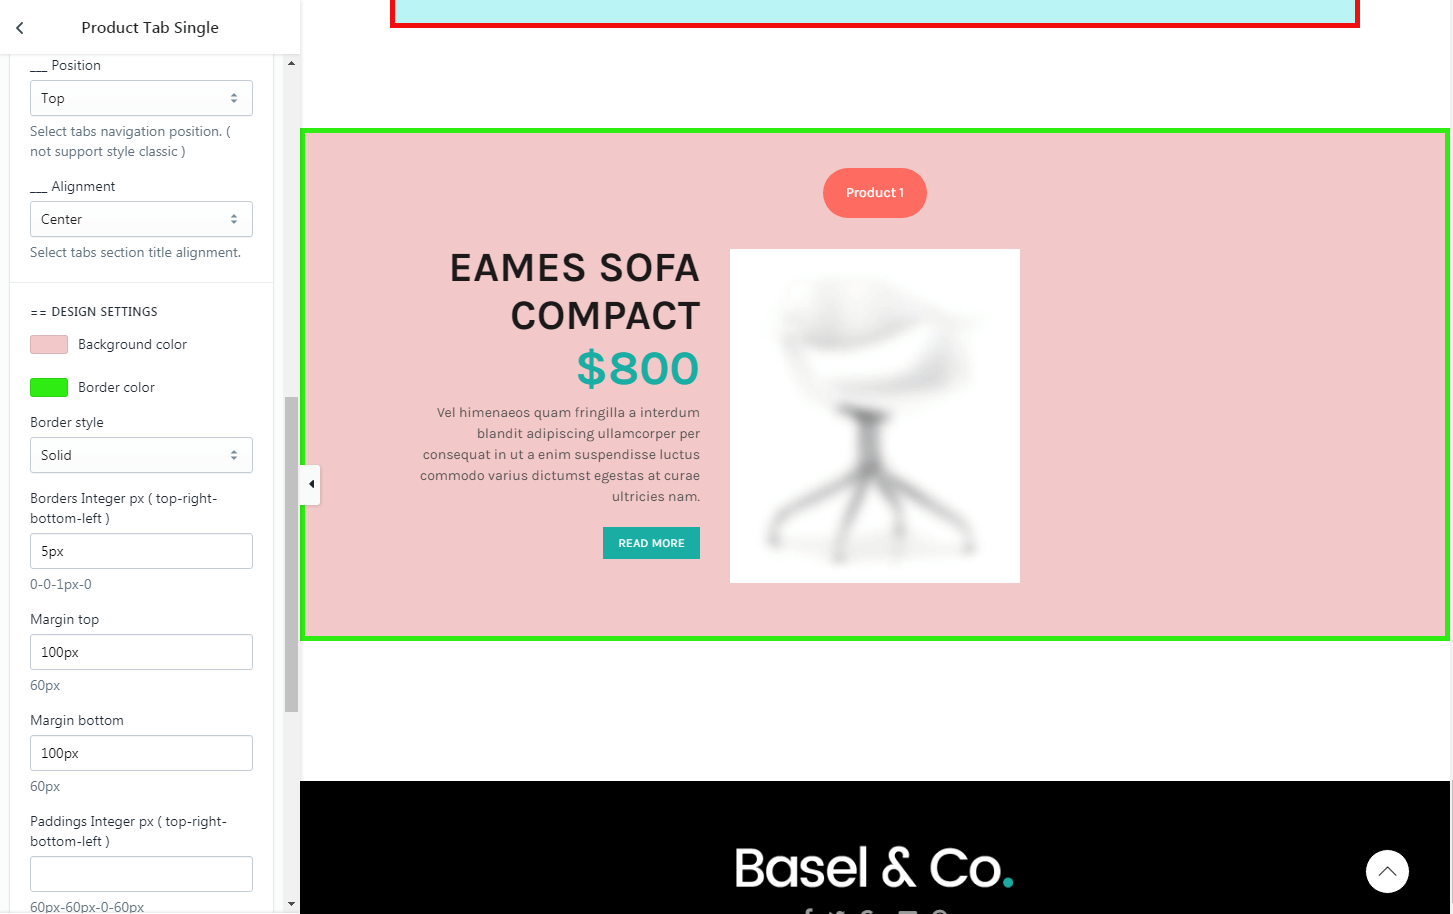 Product Tab Single
___ Position
Top
Select tabs navigation position. (
not support style classic )
___ Alignment
Center
Select tabs section title alignment.
== DESIGN SETTINGS
Background color
Border color
Border style
Solid
Borders Integer px ( top-right-
bottom-left )
5px
0-0-1px-0
Margin top
100px
60px
Margin bottom
100px
60px
Paddings Integer px ( top-right-
bottom-left )
60px-60px-0-60px
Product 1
EAMES SOFA
COMPACT
$800
Vel himenaeos quam fringilla a interdum
blandit adipiscing ullamcorper per
consequat in ut a enim suspendisse luctus
commodo varius dictumst egestas at curae
ultricies nam.
READ MORE
Basel & Co.